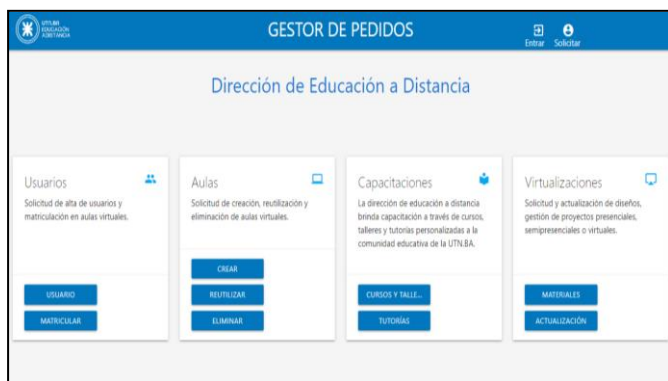 UTN.BA
EDUCACIÓN
A DISTANCIA
GESTOR DE PEDIDOS
Entrar Solicitar
Dirección de Educación a Distancia
Usuarios
Solicitud de alta de usuarios y
matriculación en aulas virtuales.
USUARIO
MATRICULAR
Aulas
Solicitud de creación, reutilización y
eliminación de aulas virtuales.
CREAR
REUTILIZAR
ELIMINAR
Capacitaciones
La dirección de educación a distancia
brinda capacitación a través de cursos,
talleres y tutorías personalizadas a la
comunidad educativa de la UTN.BA.
CURSOS Y TALLE...
TUTORÍAS
Virtualizaciones
Solicitud y actualización de diseños,
gestión de proyectos presenciales,
semipresenciales o virtuales.
MATERIALES
ACTUALIZACIÓN